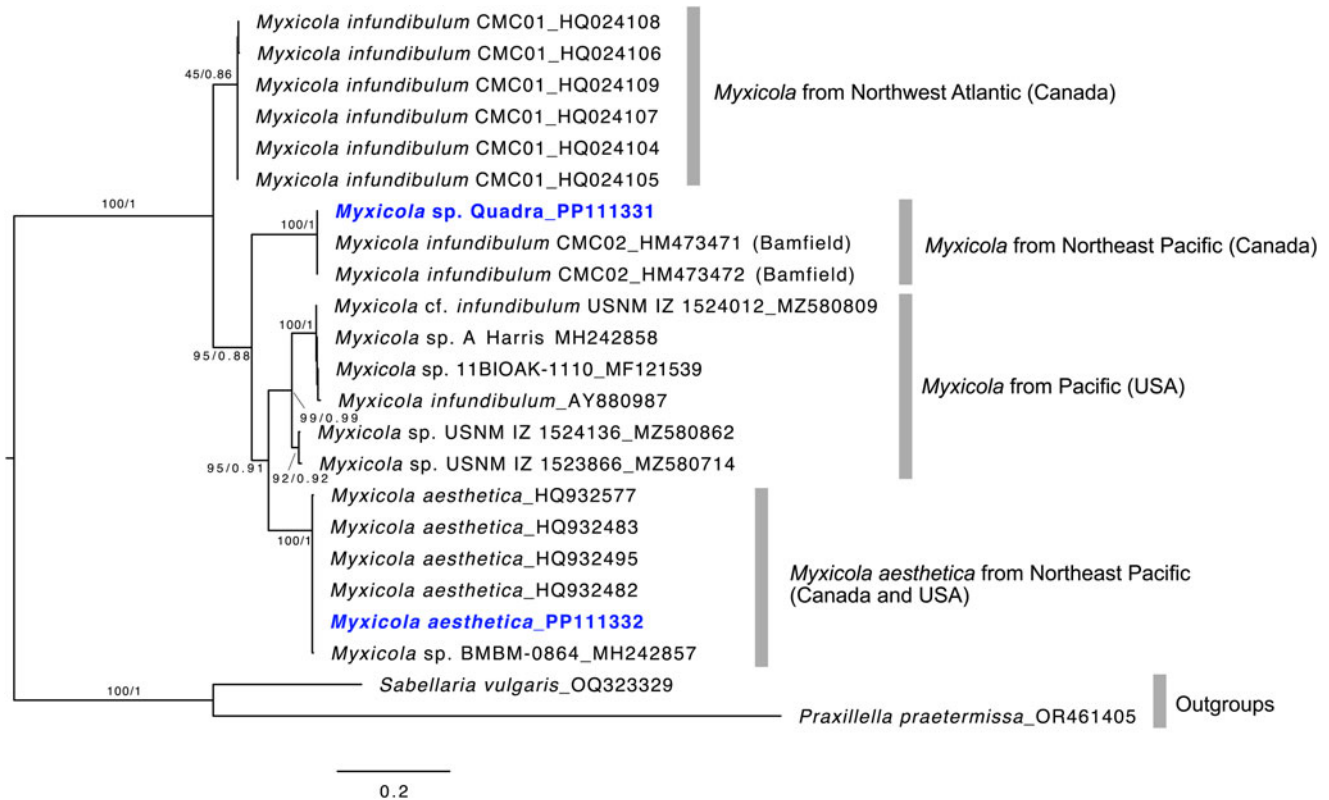 Myxicola infundibulum CMC01_HQ024108
Myxicola infundibulum CMC01_HQ024106
45/0.86
Myxicola infundibulum CMC01_HQ024109
Myxicola from Northwest Atlantic (Canada)
Myxicola infundibulum CMC01_HQ024107
Myxicola infundibulum CMC01_HQ024104
Myxicola infundibulum CMC01_HQ024105
100/1
Myxicola sp. Quadra_PP111331
100/1
Myxicola infundibulum CMC02_HM473471 (Bamfield)
Myxicola from Northeast Pacific (Canada)
Myxicola infundibulum CMC02_HM473472 (Bamfield)
Myxicola cf. infundibulum USNM IZ 1524012_MZ580809
100/1
Myxicola sp. A Harris MH242858
95/0.88
Myxicola sp. 11BIOAK-1110_MF121539
Myxicola from Pacific (USA)
Myxicola infundibulum_AY880987
99/0.99
Myxicola sp. USNM IZ 1524136_MZ580862
95/0.91
Myxicola sp. USNM IZ 1523866_MZ580714
92/0.92
Myxicola aesthetica_HQ932577
Myxicola aesthetica_HQ932483
100/1
Myxicola aesthetica_HQ932495
Myxicola aesthetica from Northeast Pacific
(Canada and USA)
Myxicola aesthetica_HQ932482
Myxicola aesthetica_PP111332
Myxicola sp. BMBM-0864_MH242857
100/1
Sabellaria vulgaris_OQ323329
Outgroups
Praxillella praetermissa_OR461405
0.2